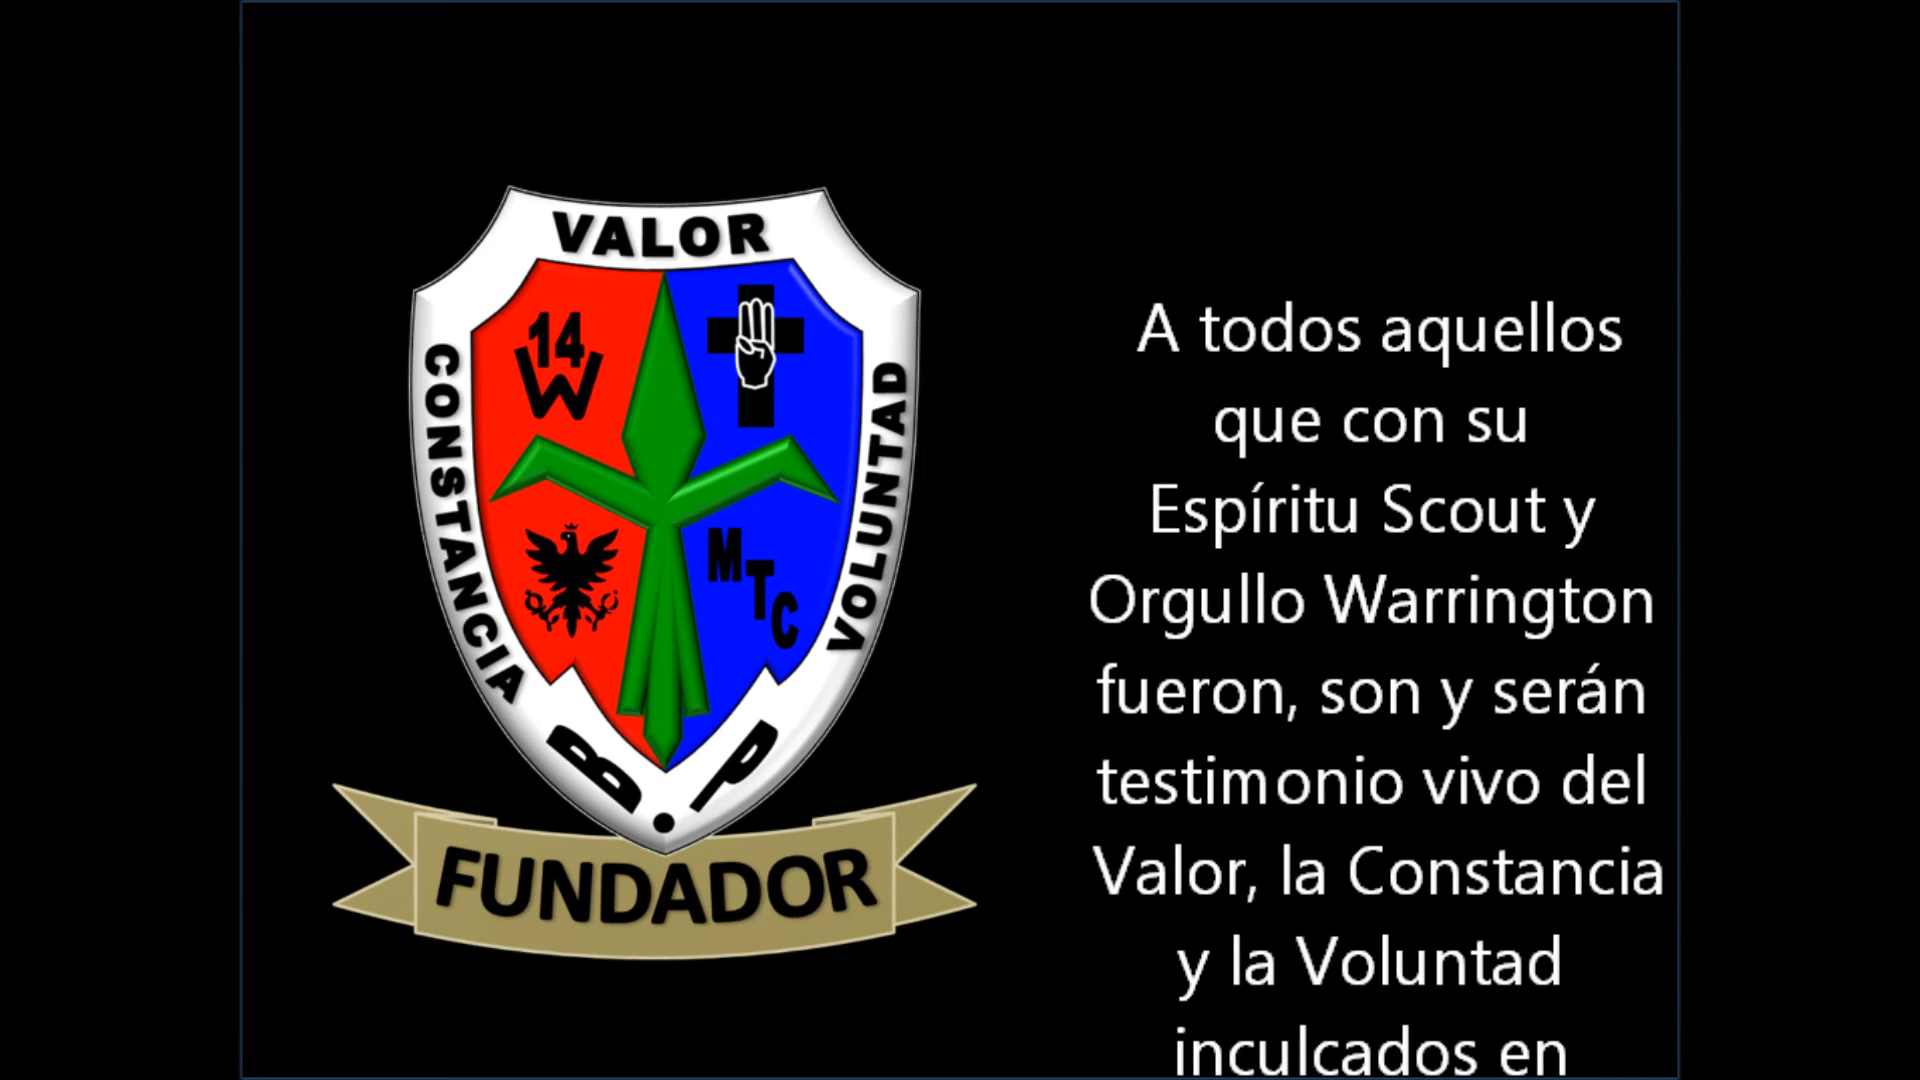 VALOR
CONSTANCIA
VOLUNTAD
14
W
M
T
C
B.P
FUNDADOR
A todos aquellos
que con su
Espíritu Scout y
Orgullo Warrington
fueron, son y serán
testimonio vivo del
Valor, la Constancia
y la Voluntad
inculcados en